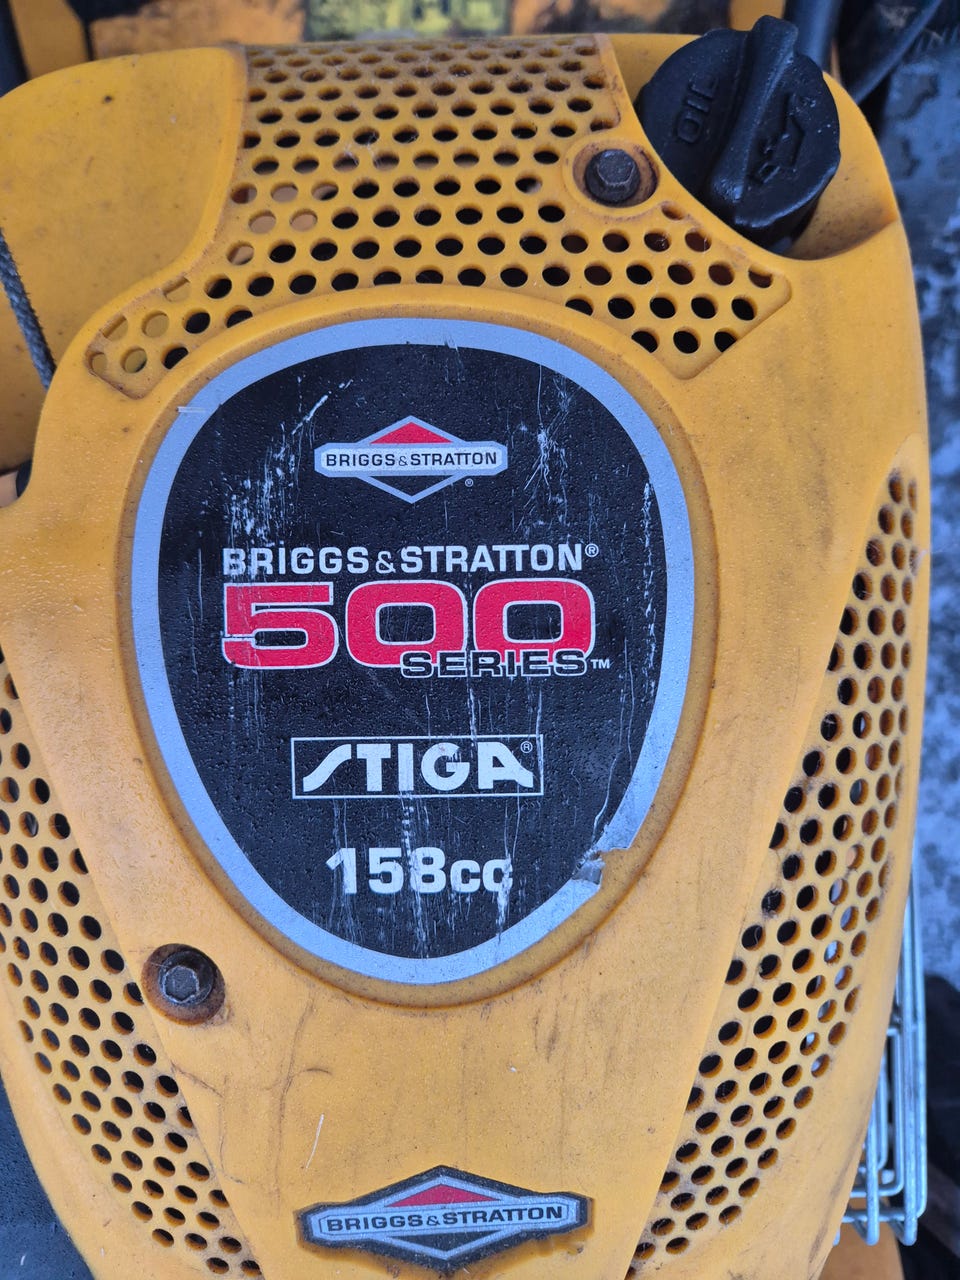 OIL
BRIGGS&STRATTON
®
BRIGGS&STRATTON®
500
SERIES™
STIGA®
158cc
BRIGGS&STRATTON